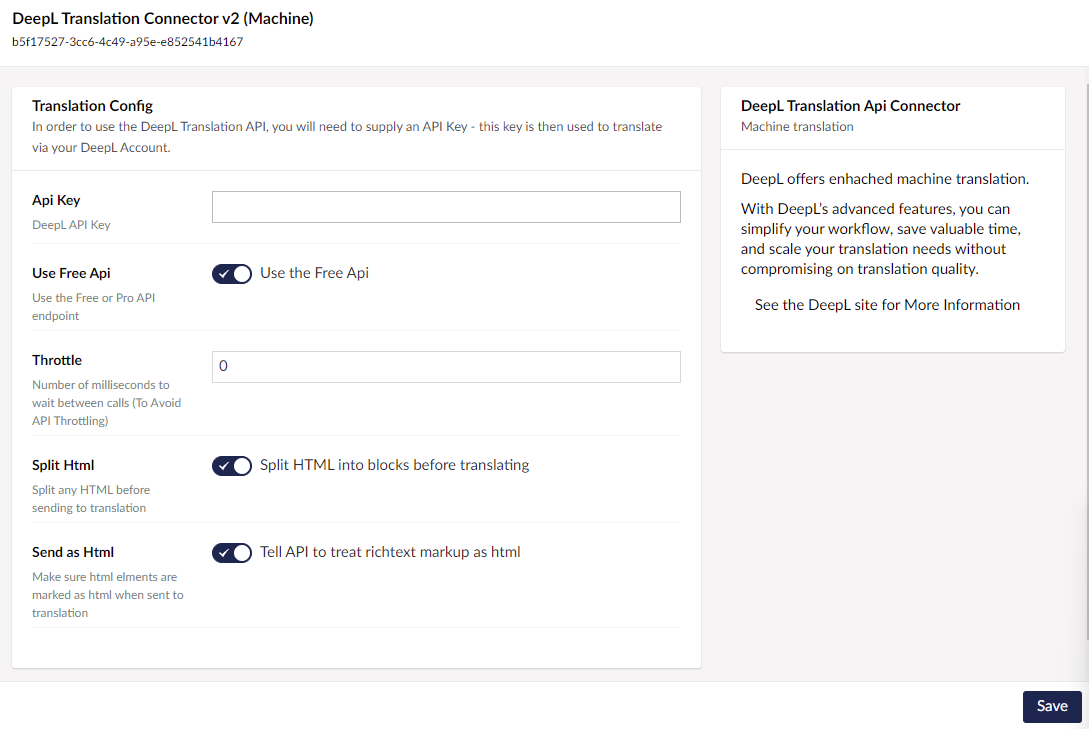 DeepL Translation Connector v2 (Machine)
b5f17527-3cc6-4c49-a95e-e852541b4167
Translation Config
In order to use the DeepL Translation API, you will need to supply an API Key - this key is then used to translate
via your DeepL Account.
Api Key
DeepL API Key
Use Free Api
Use the Free or Pro API
endpoint
Use the Free Api
Throttle
Number of milliseconds to
wait between calls (To Avoid
API Throttling)
0
Split Html
Split any HTML before
sending to translation
Split HTML into blocks before translating
Send as Html
Make sure html elments are
marked as html when sent to
translation
Tell API to treat richtext markup as html
DeepL Translation Api Connector
Machine translation
DeepL offers enhached machine translation.
With DeepL's advanced features, you can
simplify your workflow, save valuable time,
and scale your translation needs without
compromising on translation quality.
See the DeepL site for More Information
Save